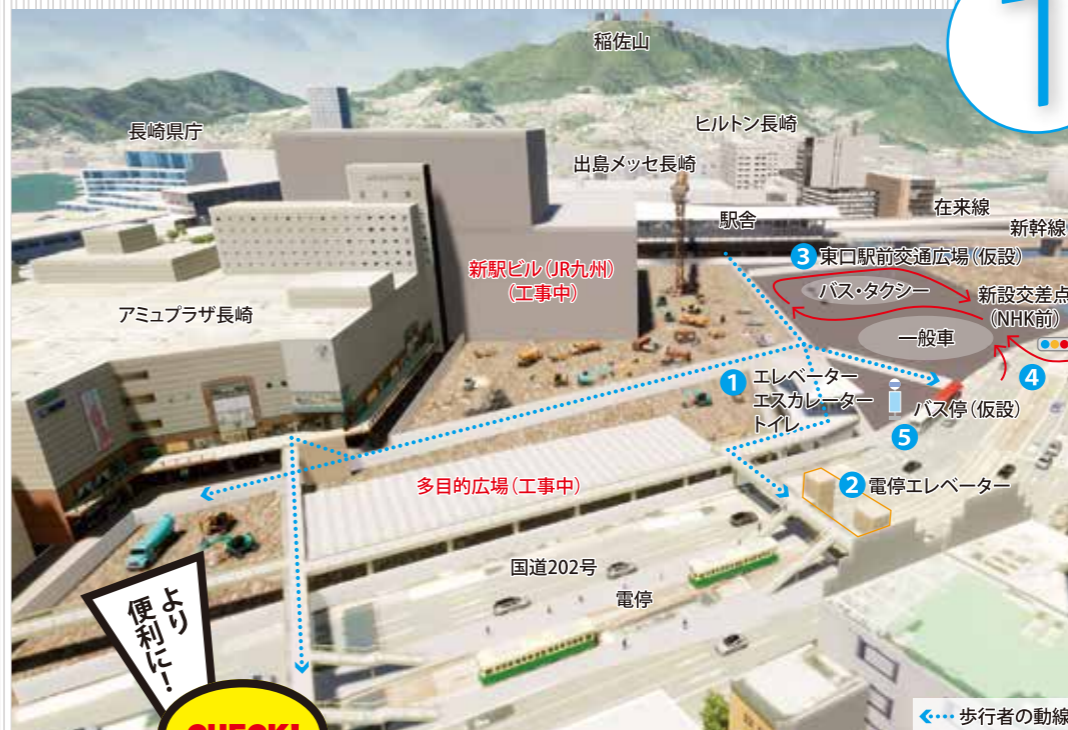 1
稲佐山
長崎県庁
ヒルトン長崎
出島メッセ長崎
在来線
駅舎
新幹線
❸ 東口駅前交通広場(仮設)
新駅ビル(JR九州)
(工事中)
バス・タクシー
新設交差点
(NHK前)
アミュプラザ長崎
一般車
❹
❶ エレベーター
エスカレーター
トイレ
バス停(仮設)
❺
多目的広場(工事中)
❷ 電停エレベーター
国道202号
電停
より
便利に!
CHECK!
歩行者の動線